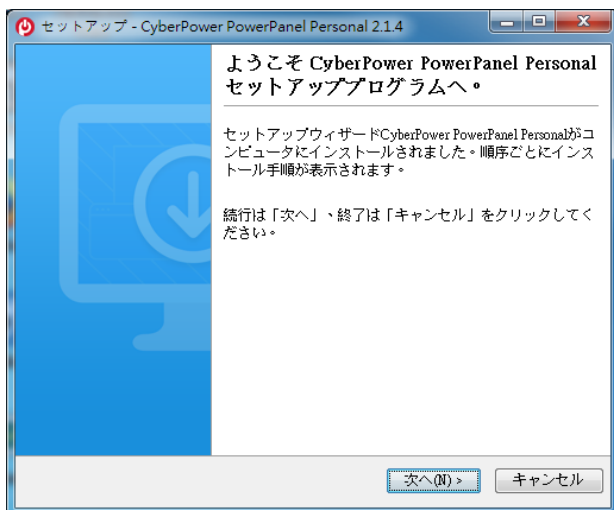 セットアップ - CyberPower PowerPanel Personal 2.1.4
ようこそ CyberPower PowerPanel Personal
セットアッププログラムへ。
セットアップウィザードCyberPower PowerPanel Personalがコ
ンピュータにインストールされました。順序ごとにインス
トール手順が表示されます。
続行は「次へ」、終了は「キャンセル」をクリックしてく
ださい。
次へ(N) >
キャンセル